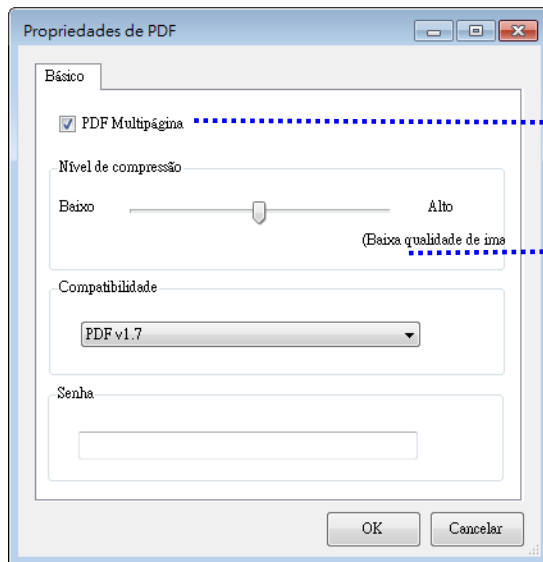 Propriedades de PDF
Básico
PDF Multipágina
Nível de compressão
Baixo
Alto
(Baixa qualidade de ima
Compatibilidade
PDF v1.7
Senha
OK
Cancelar